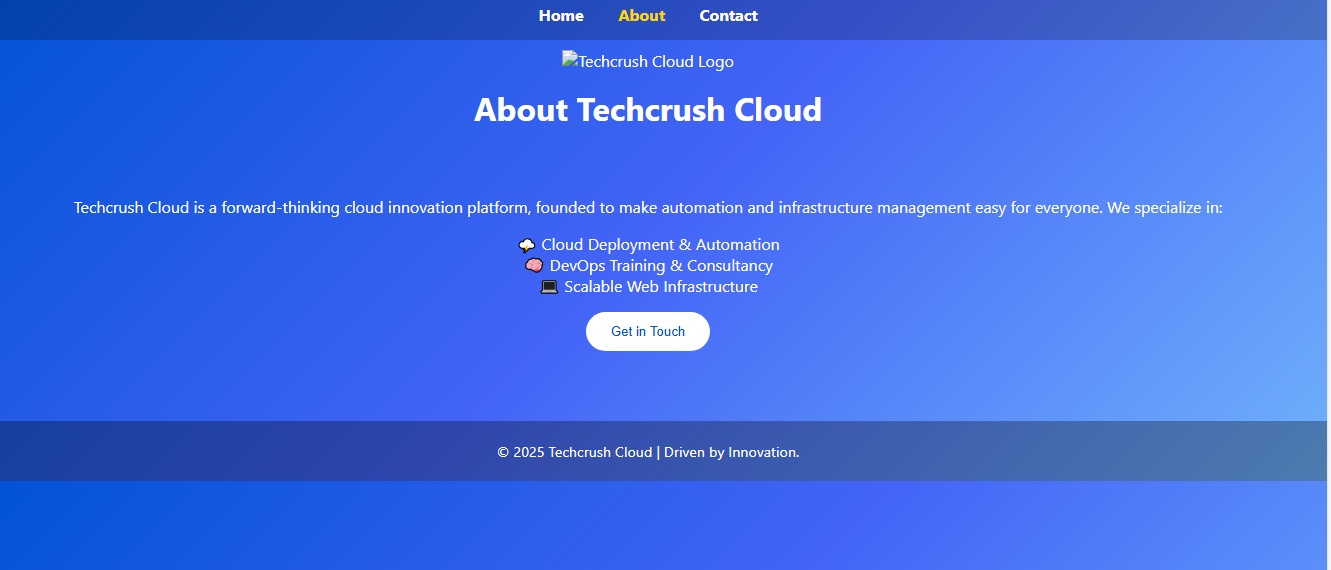 Home About Contact
Techcrush Cloud Logo
About Techcrush Cloud
Techcrush Cloud is a forward-thinking cloud innovation platform, founded to make automation and infrastructure management easy for everyone. We specialize in:
🌩️ Cloud Deployment & Automation
🧠 DevOps Training & Consultancy
💻 Scalable Web Infrastructure
Get in Touch
© 2025 Techcrush Cloud | Driven by Innovation.